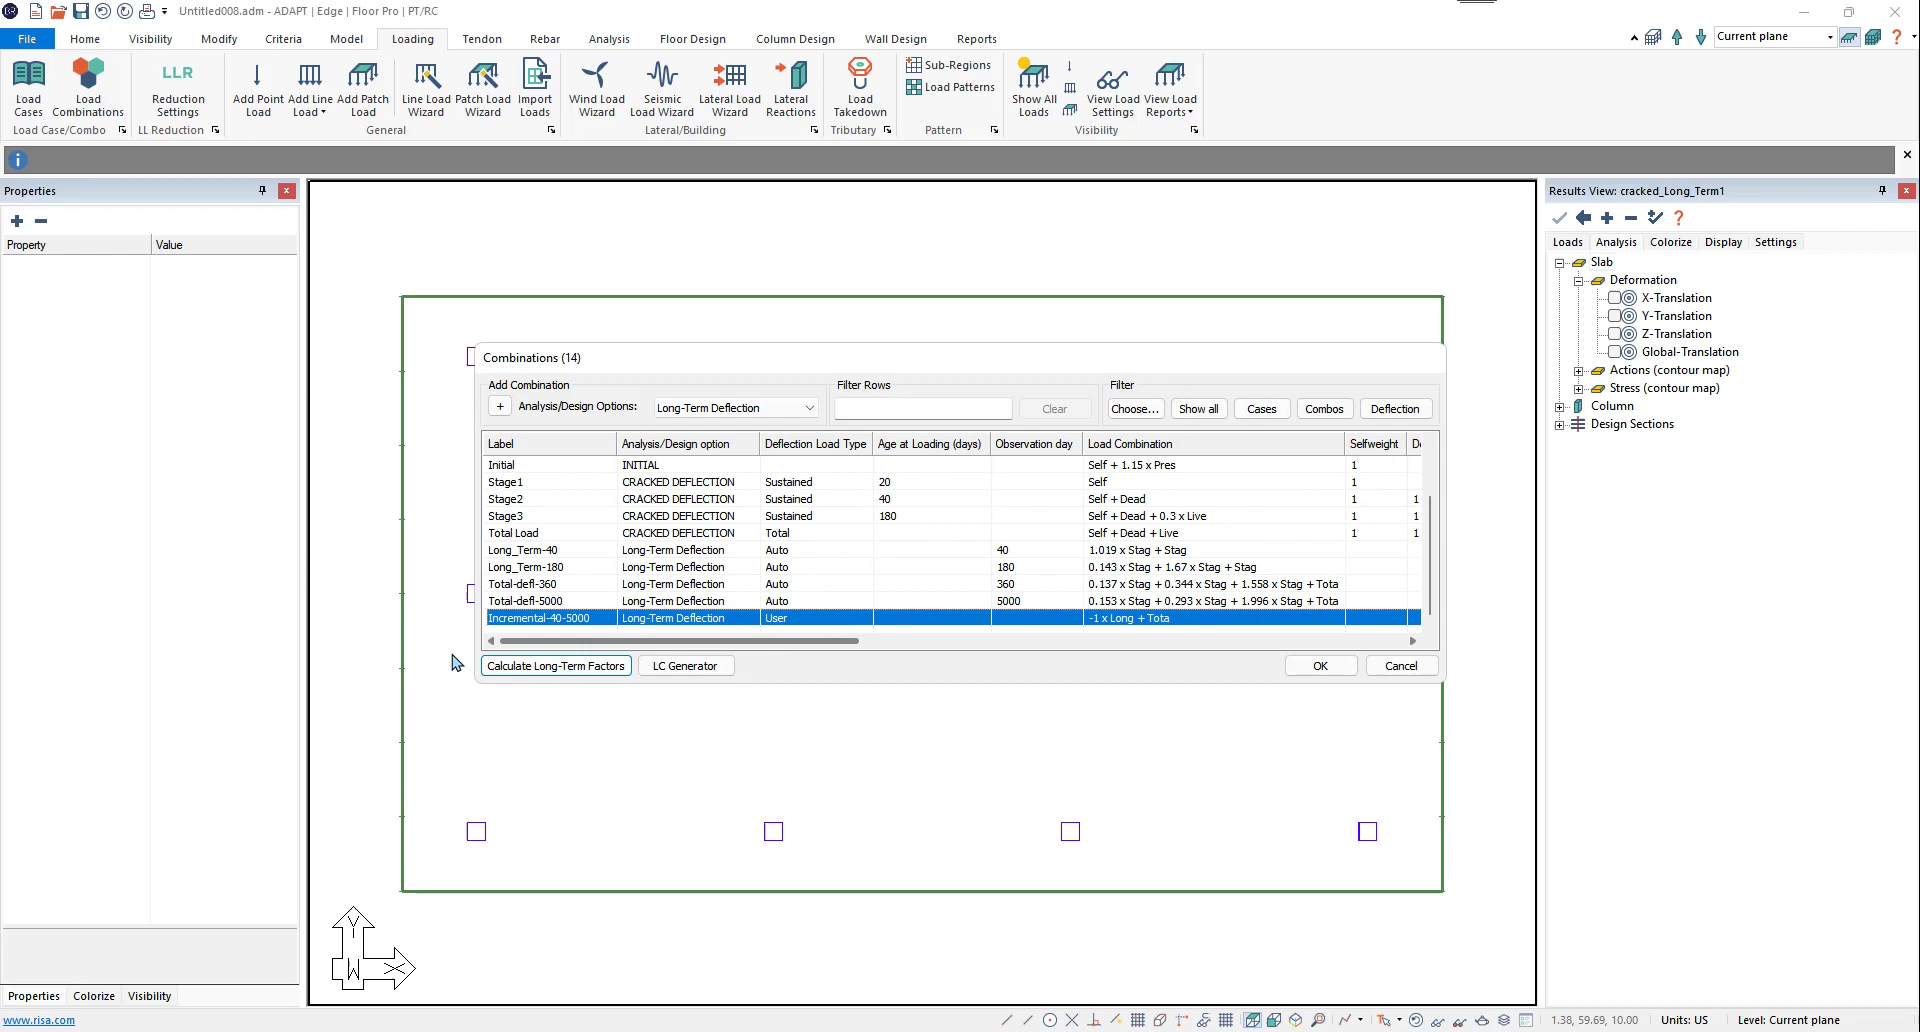 Untitled008.adm - ADAPT | Edge | Floor Pro | PT/RC
File Home Visibility Modify Criteria Model Loading Tendon Rebar Analysis Floor Design Column Design Wall Design Reports
Current plane
Load Cases
Load Combinations
Load Case/Combo
LLR
Reduction Settings
LL Reduction
Add Point Load
Add Line Load
Add Patch Load
Line Load Wizard
Patch Load Wizard
Import Loads
General
Wind Load Wizard
Seismic Load Wizard
Lateral Load Wizard
Lateral Reactions
Lateral/Building
Load Takedown
Tributary
Sub-Regions
Load Patterns
Pattern
Show All Loads
View Load Settings
View Load Reports
Visibility
Properties
Property Value
Results View: cracked_Long_Term1
Loads Analysis Colorize Display Settings
Slab
Deformation
X-Translation
Y-Translation
Z-Translation
Global-Translation
Actions (contour map)
Stress (contour map)
Column
Design Sections
Combinations (14)
Add Combination Filter Rows Filter
+ Analysis/Design Options: Long-Term Deflection Clear Choose... Show all Cases Combos Deflection
Label Analysis/Design option Deflection Load Type Age at Loading (days) Observation day Load Combination Selfweight De
Initial INITIAL Self + 1.15 x Pres 1
Stage1 CRACKED DEFLECTION Sustained 20 Self 1
Stage2 CRACKED DEFLECTION Sustained 40 Self + Dead 1 1
Stage3 CRACKED DEFLECTION Sustained 180 Self + Dead + 0.3 x Live 1 1
Total Load CRACKED DEFLECTION Total Self + Dead + Live 1 1
Long_Term-40 Long-Term Deflection Auto 40 1.019 x Stag + Stag
Long_Term-180 Long-Term Deflection Auto 180 0.143 x Stag + 1.67 x Stag + Stag
Total-defl-360 Long-Term Deflection Auto 360 0.137 x Stag + 0.344 x Stag + 1.558 x Stag + Tota
Total-defl-5000 Long-Term Deflection Auto 5000 0.153 x Stag + 0.293 x Stag + 1.996 x Stag + Tota
Incremental-40-5000 Long-Term Deflection User -1 x Long + Tota
Calculate Long-Term Factors LC Generator OK Cancel
Y
W X
Properties Colorize Visibility
www.risa.com
1.38, 59.69, 10.00 Units: US Level: Current plane